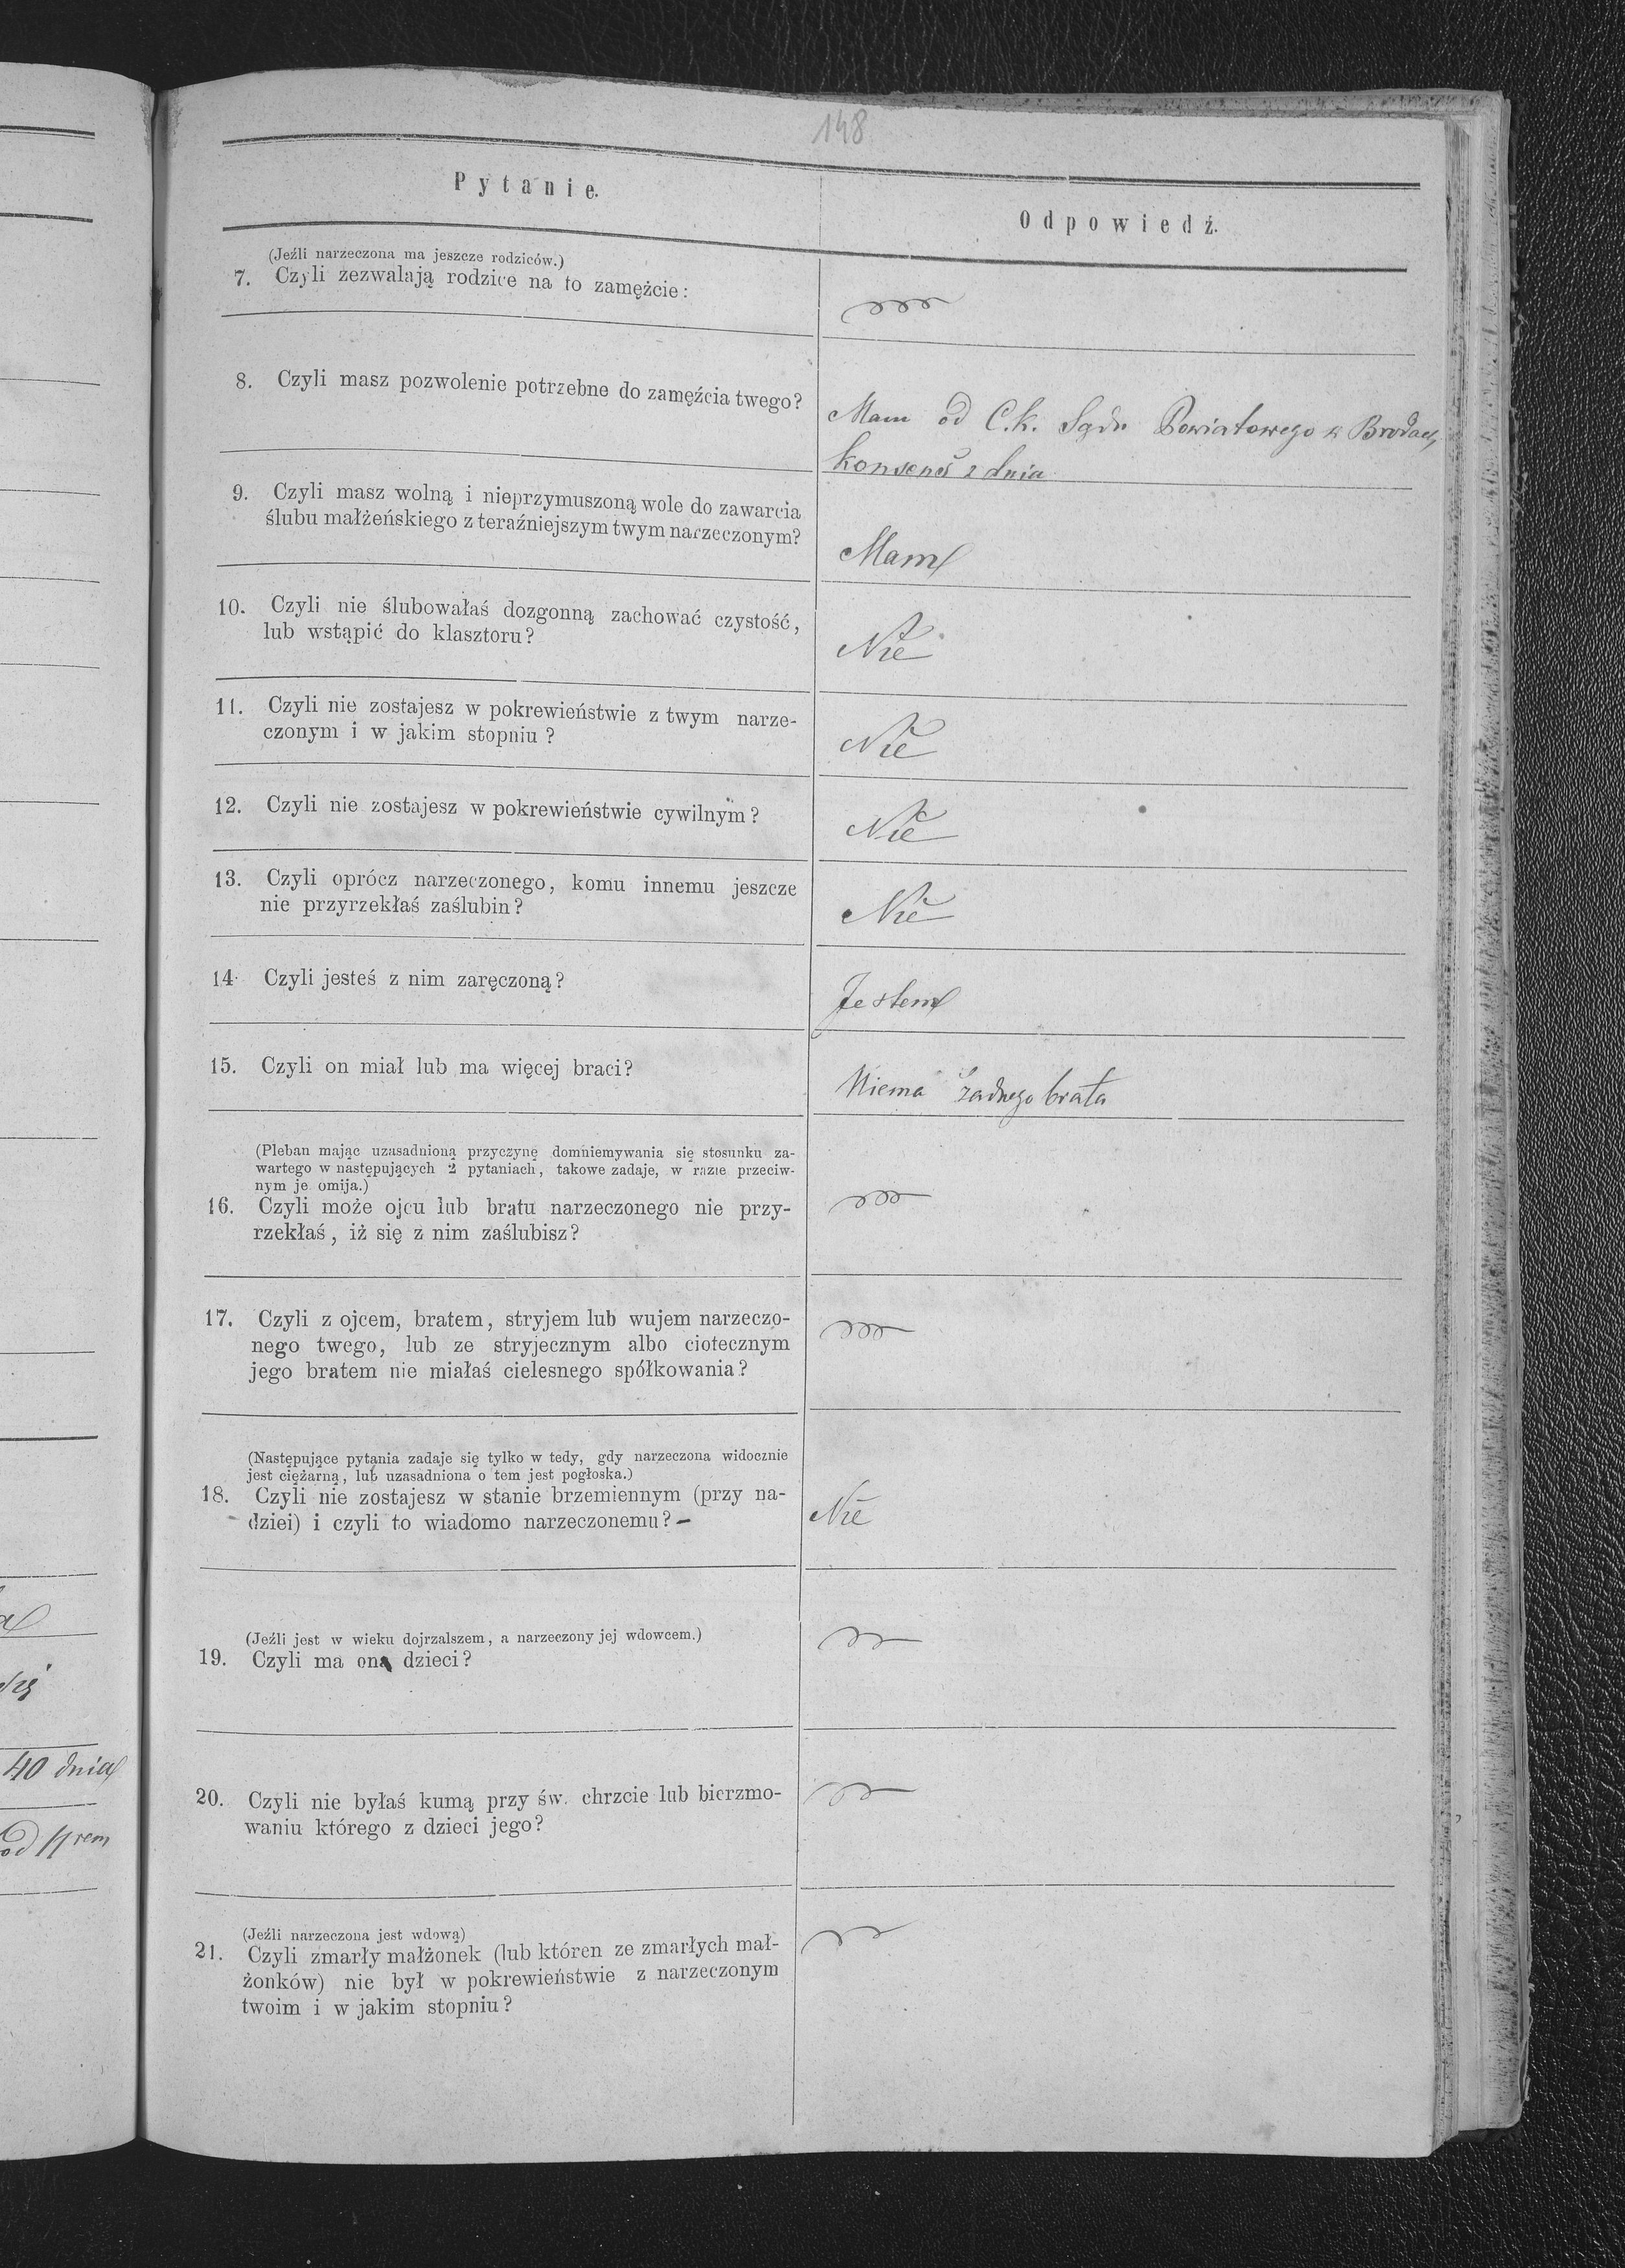 148
Pytanie.
Odpowiedź.
(Jeźli narzeczona ma jeszcze rodziców.)
7. Czyli zezwalają rodzice na to zamężcie:
8. Czyli masz pozwolenie potrzebne do zamęźcia twego?
Mam od C.k. Sądu Powiatowego w Brodach
konsens z dnia
9. Czyli masz wolną i nieprzymuszoną wole do zawarcia
ślubu małżeńskiego z teraźniejszym twym narzeczonym?
Mam
10. Czyli nie ślubowałaś dozgonną zachować czystość,
lub wstąpić do klasztoru?
Nie
11. Czyli nie zostajesz w pokrewieństwie z twym narze-
czonym i w jakim stopniu?
Nie
12. Czyli nie zostajesz w pokrewieństwie cywilnym?
Nie
13. Czyli oprócz narzeczonego, komu innemu jeszcze
nie przyrzekłaś zaślubin?
Nie
14. Czyli jesteś z nim zaręczoną?
Jestem
15. Czyli on miał lub ma więcej braci?
Niema żadnego brata
(Pleban mając uzasadnioną przyczynę domniemywania się stosunku za-
wartego w następujących 2 pytaniach, takowe zadaje, w razie przeciw-
nym je omija.)
16. Czyli może ojcu lub bratu narzeczonego nie przy-
rzekłaś, iż się z nim zaślubisz?
17. Czyli z ojcem, bratem, stryjem lub wujem narzeczo-
nego twego, lub ze stryjecznym albo ciotecznym
jego bratem nie miałaś cielesnego spółkowania?
(Następujące pytania zadaje się tylko w tedy, gdy narzeczona widocznie
jest ciężarną, lub uzasadniona o tem jest pogłoska.)
18. Czyli nie zostajesz w stanie brzemiennym (przy na-
dziei) i czyli to wiadomo narzeczonemu? –
Nie
(Jeźli jest w wieku dojrzalszem, a narzeczony jej wdowcem.)
19. Czyli ma ona dzieci?
40 dnia
20. Czyli nie byłaś kumą przy św. chrzcie lub bierzmo-
waniu którego z dzieci jego?
(Jeźli narzeczona jest wdową)
21. Czyli zmarły małżonek (lub któren ze zmarłych mał-
żonków) nie był w pokrewieństwie z narzeczonym
twoim i w jakim stopniu?